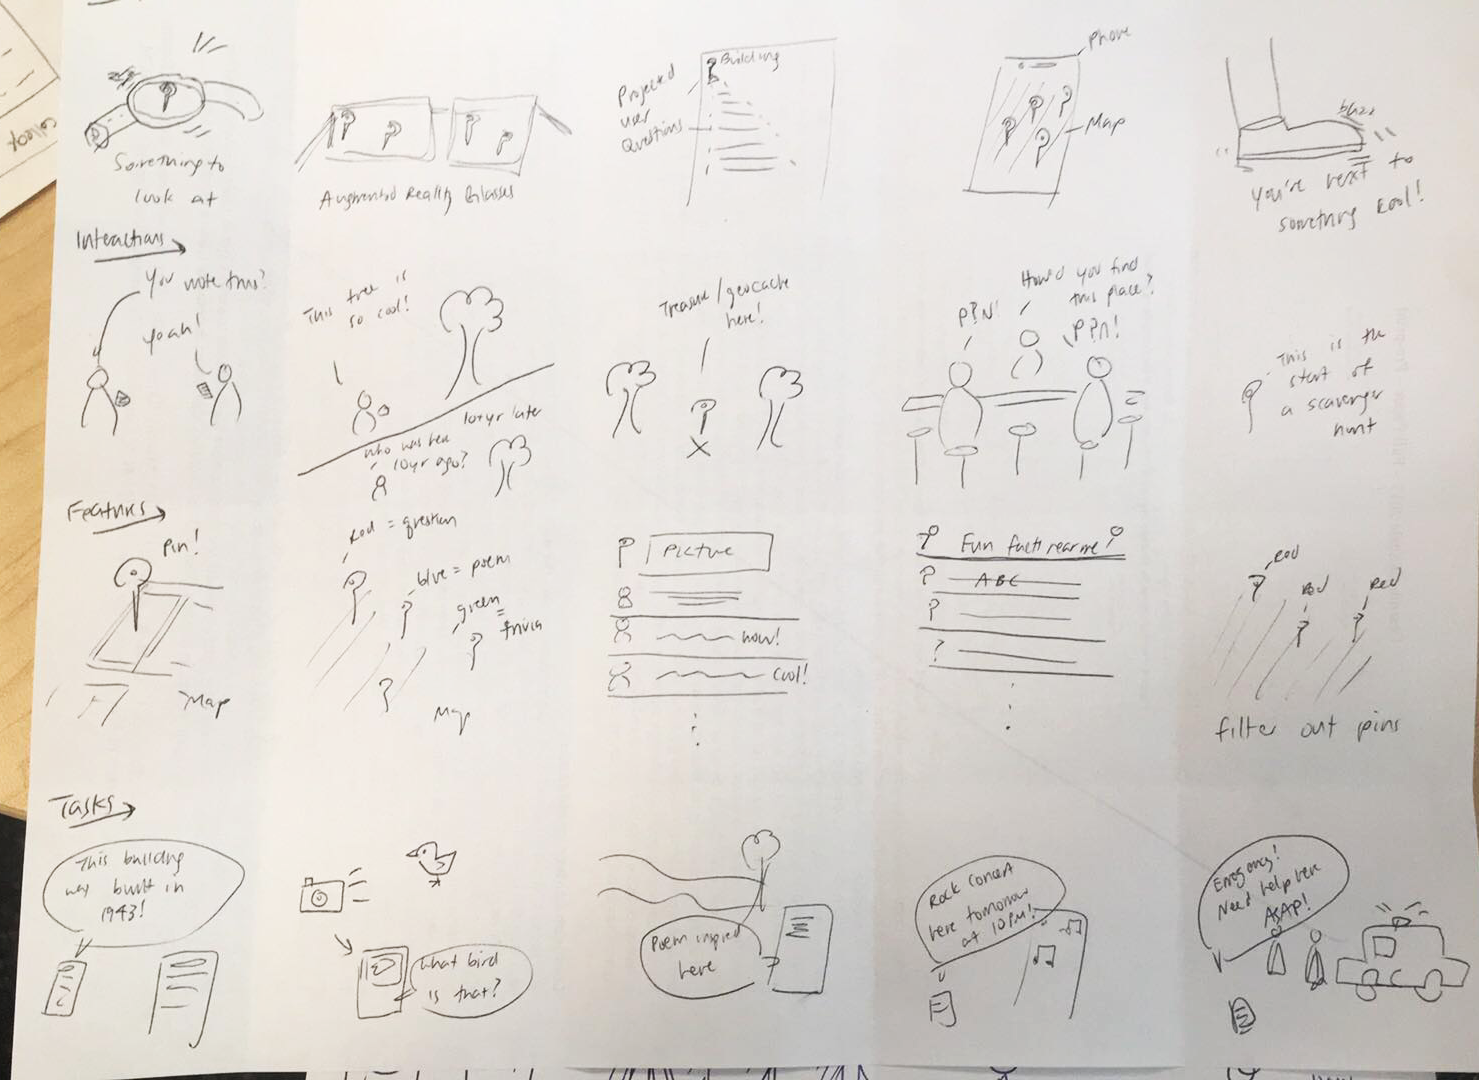 Something to
look at
Augmented Reality Glasses
Projected
User
Questions
Building
Phone
Map
buzz
You're next to
something cool!
Interactions
You wrote this?
Yeah!
This tree is
so cool!
10+yr later
who was here
10yr ago?
Treasure/geocache
here!
P?N!
How'd you find
this place?
P?N!
This is the
start of
a scavenger
hunt
Features
Pin!
Map
Red = question
blue = poem
green =
trivia
Map
Picture
wow!
cool!
Fun facts near me
ABC
Red
Red
Red
filter out pins
Tasks
This building
was built in
1943!
What bird
is that?
Poem inspired
here
Rock Concert
here tomorrow
at 10PM!
Emergency!
Need help here
ASAP!